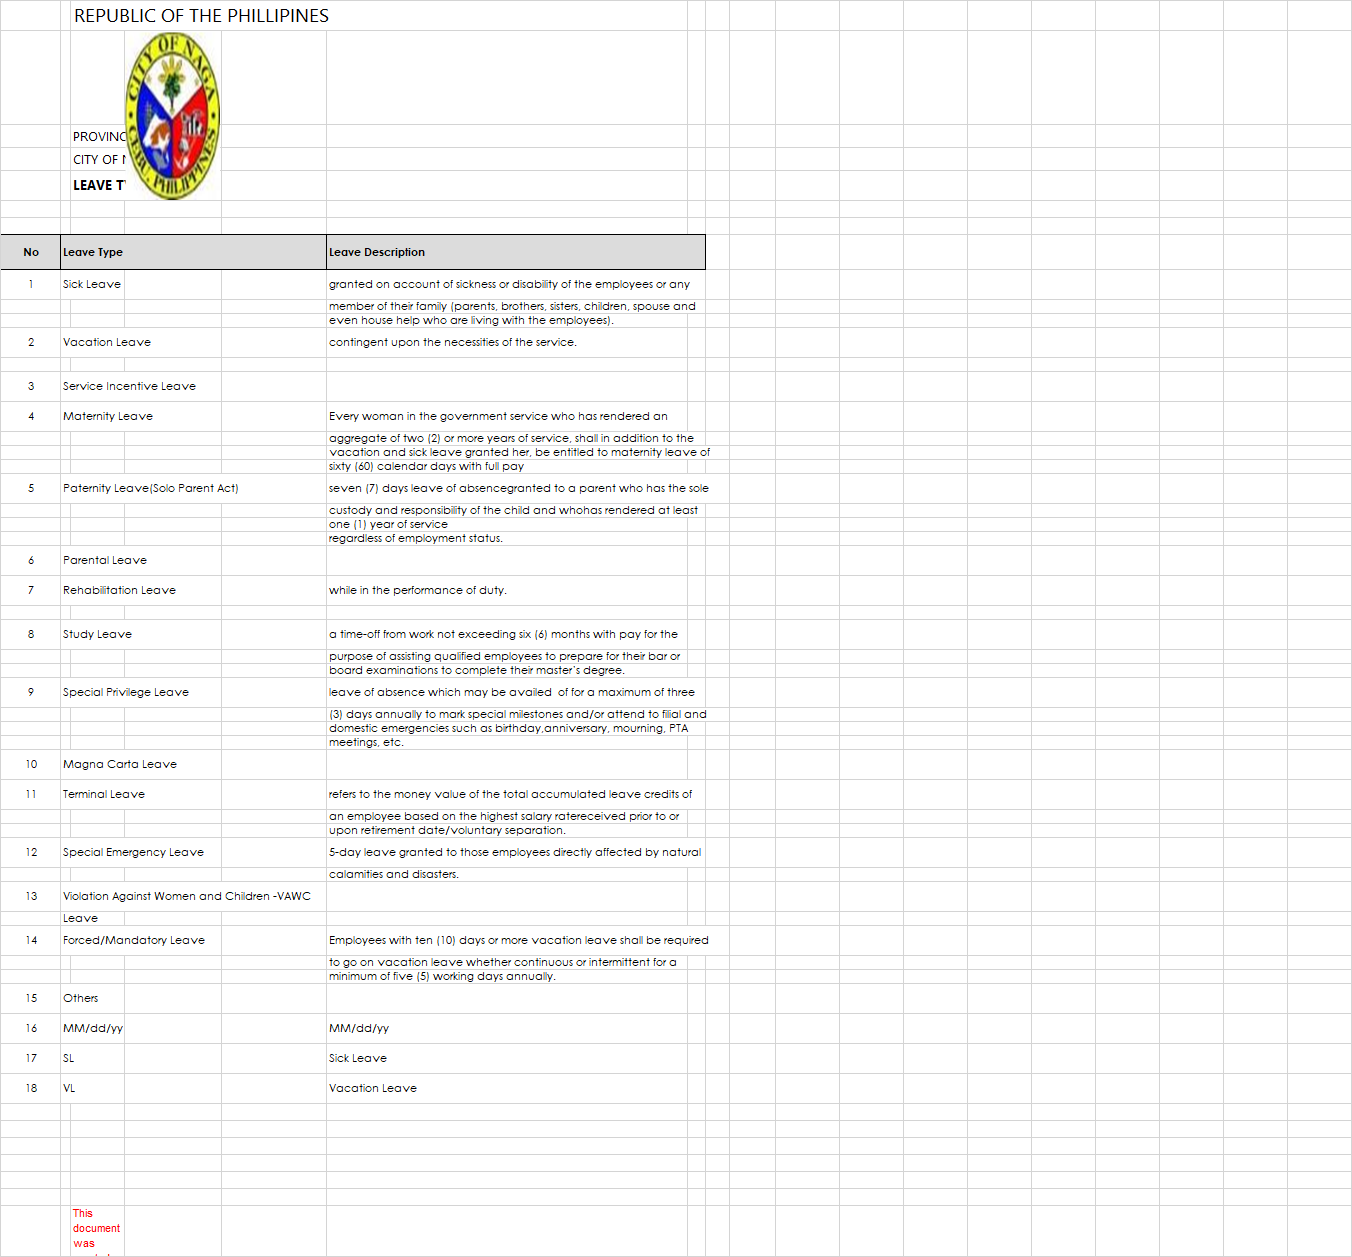 REPUBLIC OF THE PHILLIPINES
CITY OF NAGA
CEBU, PHILIPPINES
PROVINC
CITY OF N
LEAVE T
No Leave Type Leave Description
1 Sick Leave granted on account of sickness or disability of the employees or any
member of their family (parents, brothers, sisters, children, spouse and
even house help who are living with the employees).
2 Vacation Leave contingent upon the necessities of the service.
3 Service Incentive Leave
4 Maternity Leave Every woman in the government service who has rendered an
aggregate of two (2) or more years of service, shall in addition to the
vacation and sick leave granted her, be entitled to maternity leave of
sixty (60) calendar days with full pay
5 Paternity Leave(Solo Parent Act) seven (7) days leave of absencegranted to a parent who has the sole
custody and responsibility of the child and whohas rendered at least
one (1) year of service
regardless of employment status.
6 Parental Leave
7 Rehabilitation Leave while in the performance of duty.
8 Study Leave a time-off from work not exceeding six (6) months with pay for the
purpose of assisting qualified employees to prepare for their bar or
board examinations to complete their master's degree.
9 Special Privilege Leave leave of absence which may be availed  of for a maximum of three
(3) days annually to mark special milestones and/or attend to filial and
domestic emergencies such as birthday,anniversary, mourning, PTA
meetings, etc.
10 Magna Carta Leave
11 Terminal Leave refers to the money value of the total accumulated leave credits of
an employee based on the highest salary ratereceived prior to or
upon retirement date/voluntary separation.
12 Special Emergency Leave 5-day leave granted to those employees directly affected by natural
calamities and disasters.
13 Violation Against Women and Children -VAWC
Leave
14 Forced/Mandatory Leave Employees with ten (10) days or more vacation leave shall be required
to go on vacation leave whether continuous or intermittent for a
minimum of five (5) working days annually.
15 Others
16 MM/dd/yy MM/dd/yy
17 SL Sick Leave
18 VL Vacation Leave
This
document
was